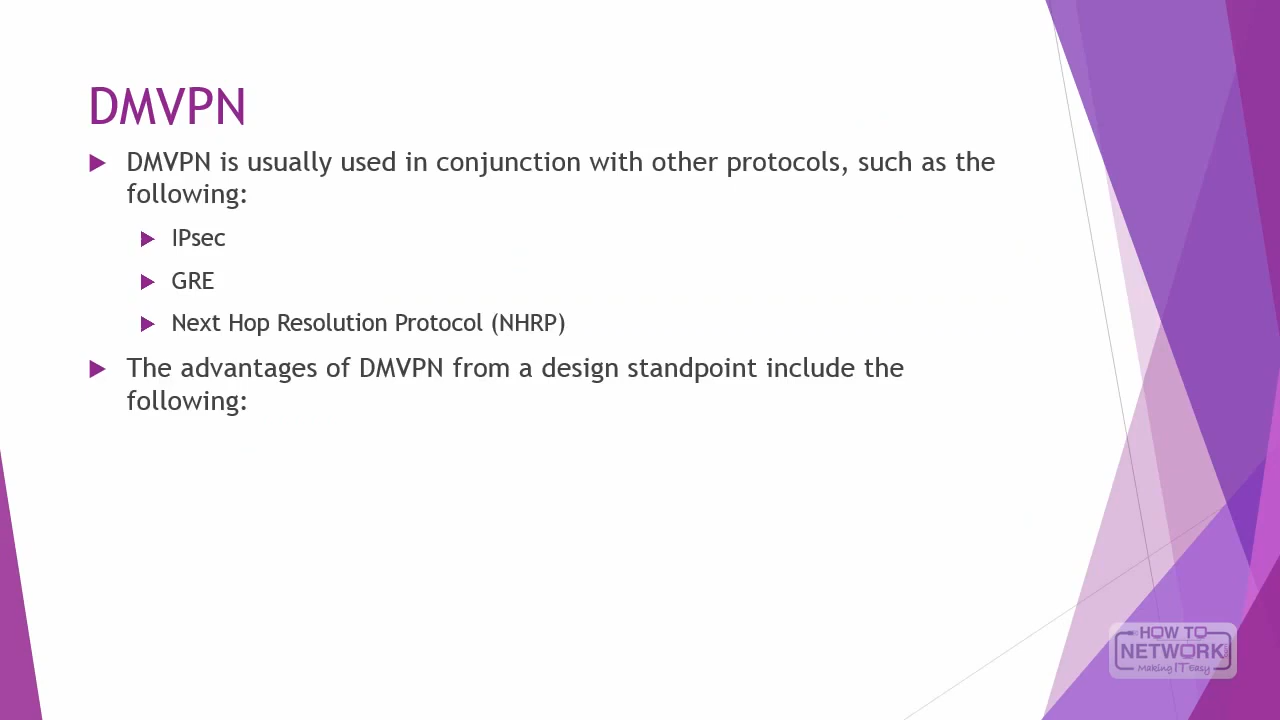 DMVPN
DMVPN is usually used in conjunction with other protocols, such as the
following:
IPsec
GRE
Next Hop Resolution Protocol (NHRP)
The advantages of DMVPN from a design standpoint include the
following:
HOW TO
NETWORK
Making IT Easy